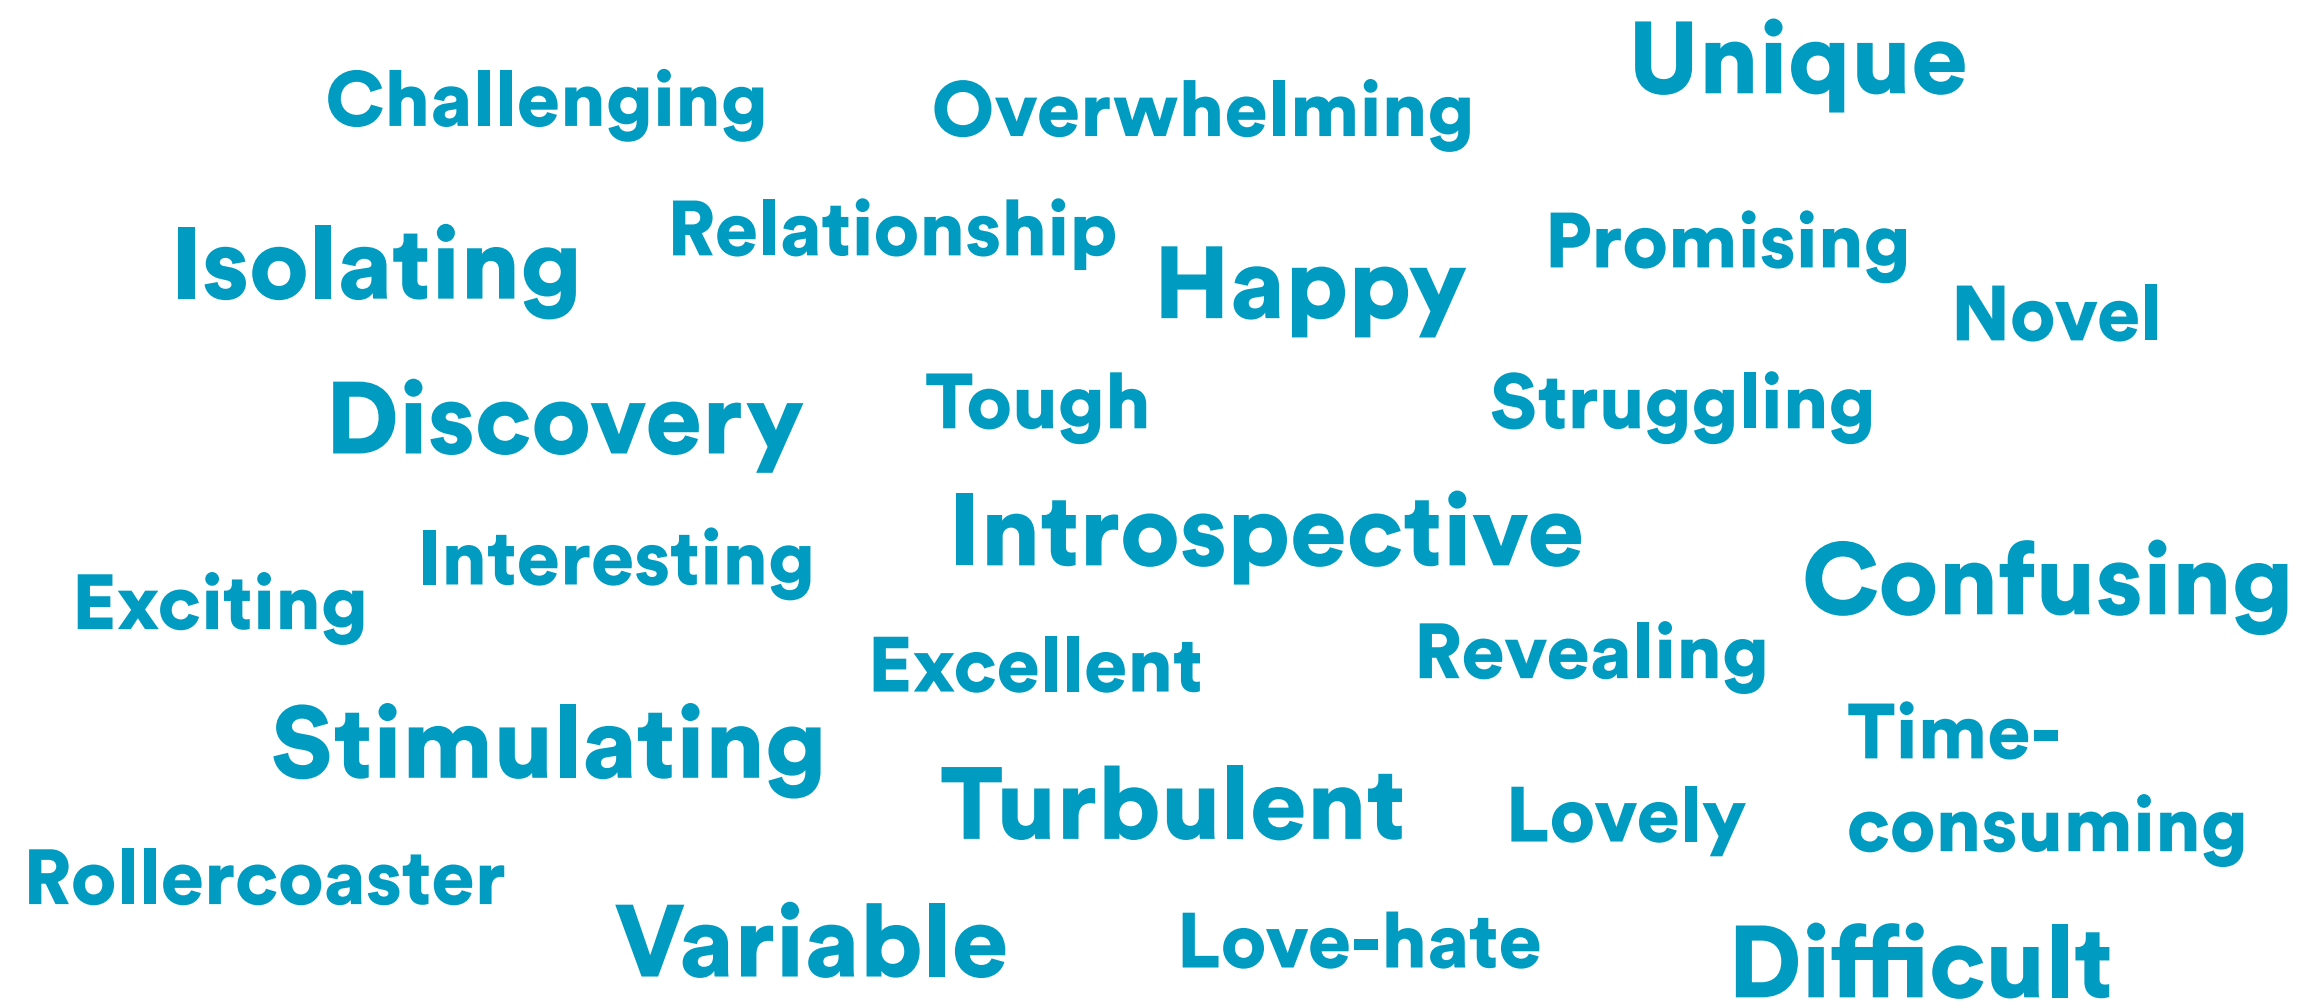 Unique
Challenging
Overwhelming
Relationship
Promising
Isolating
Happy
Novel
Discovery
Tough
Struggling
Introspective
Interesting
Confusing
Exciting
Excellent
Revealing
Stimulating
Time-
consuming
Turbulent
Lovely
Rollercoaster
Variable
Love-hate
Difficult